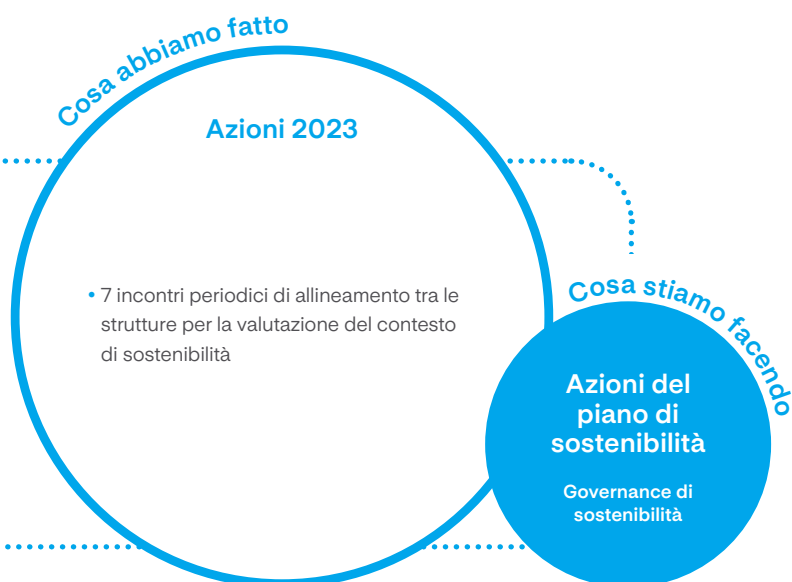 Cosa abbiamo fatto
Azioni 2023
• 7 incontri periodici di allineamento tra le
strutture per la valutazione del contesto
di sostenibilità
Cosa stiamo facendo
Azioni del
piano di
sostenibilità
Governance di
sostenibilità